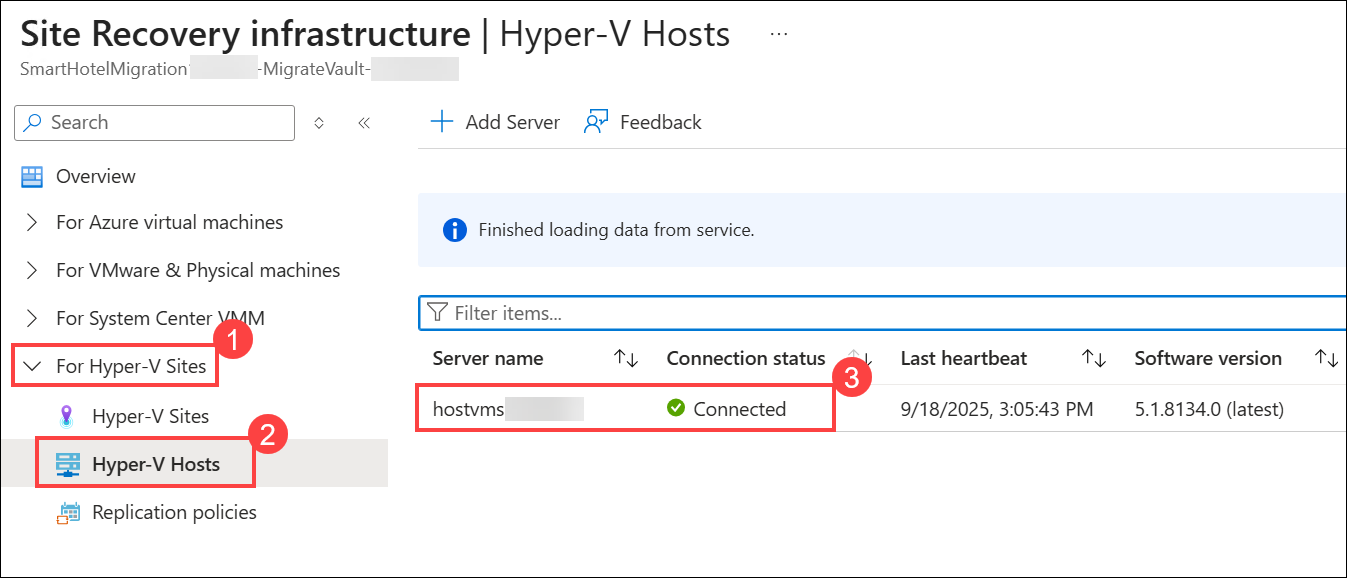 Site Recovery infrastructure | Hyper-V Hosts ...
SmartHotelMigration -MigrateVault-
Search
Add Server Feedback
Overview
For Azure virtual machines
For VMware & Physical machines
For System Center VMM
1
For Hyper-V Sites
Hyper-V Sites
2
Hyper-V Hosts
Replication policies
Finished loading data from service.
Filter items...
Server name Connection status Last heartbeat Software version
3
hostvms Connected 9/18/2025, 3:05:43 PM 5.1.8134.0 (latest)